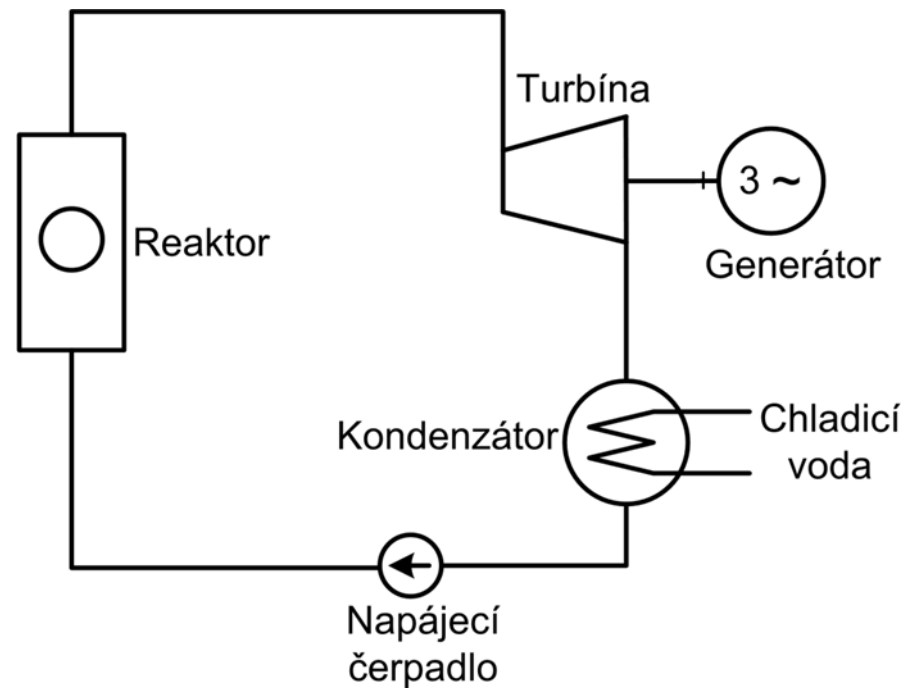 Turbína
3 ~
Reaktor
Generátor
Kondenzátor
Chladicí
voda
Napájecí
čerpadlo